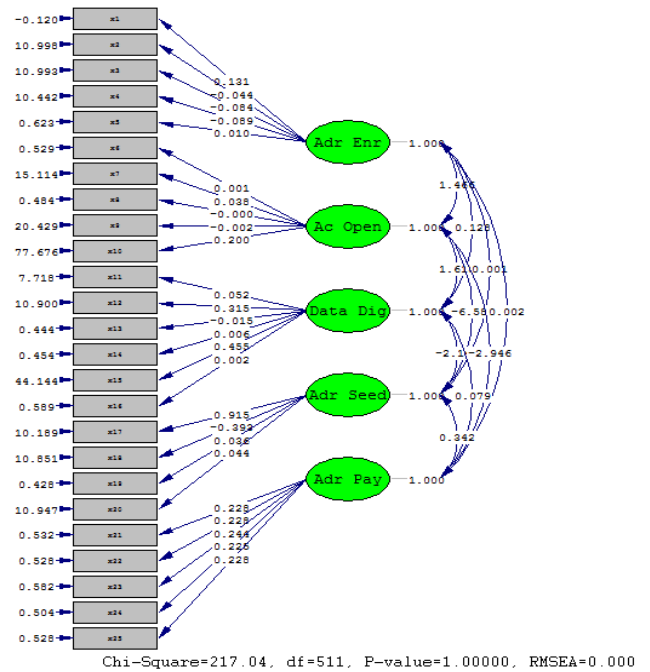 -0.120 x1
10.998 x2
10.993 x3
10.442 x4
0.623 x5
0.529 x6
15.114 x7
0.484 x8
20.429 x9
77.676 x10
7.718 x11
10.900 x12
0.444 x13
0.454 x14
44.144 x15
0.589 x16
10.189 x17
10.851 x18
0.428 x19
10.947 x20
0.532 x21
0.528 x22
0.582 x23
0.504 x24
0.528 x25
0.131
-0.044
-0.084
-0.089
0.010
0.001
0.038
-0.000
-0.002
0.200
0.052
0.315
-0.015
0.006
0.455
0.002
0.915
-0.393
0.036
0.044
0.228
0.228
0.244
0.226
0.228
Adr Enr 1.000
Ac Open 1.000
Data Dig 1.000
Adr Seed 1.000
Adr Pay 1.000
1.466
0.128
0.001
0.002
-2.946
0.079
0.342
Chi-Square=217.04, df=511, P-value=1.00000, RMSEA=0.000